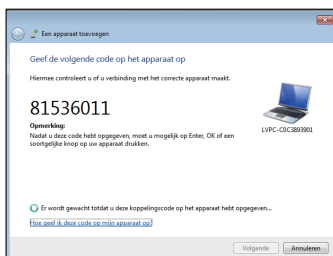 Een apparaat toevoegen
Geef de volgende code op het apparaat op
Hiermee controleert u of u verbinding met het correcte apparaat maakt.
81536011
Opmerking:
Nadat u deze code hebt opgegeven, moet u mogelijk op Enter, OK of een
soortgelijke knop op uw apparaat drukken.
LVPC-C0C3893901
Er wordt gewacht totdat u deze koppelingscode op het apparaat hebt opgegeven...
Hoe geef ik deze code op mijn apparaat op?
Volgende
Annuleren